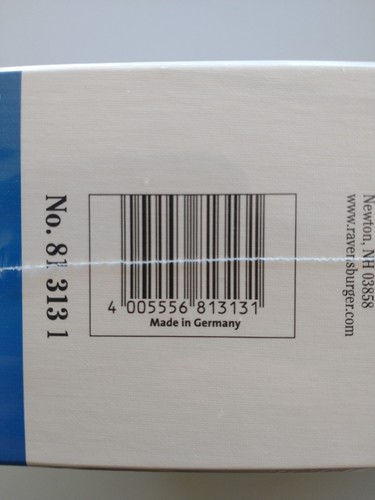 Newton, NH 03858
www.ravensburger.com
4 005556 813131
Made in Germany
No. 81 313 1